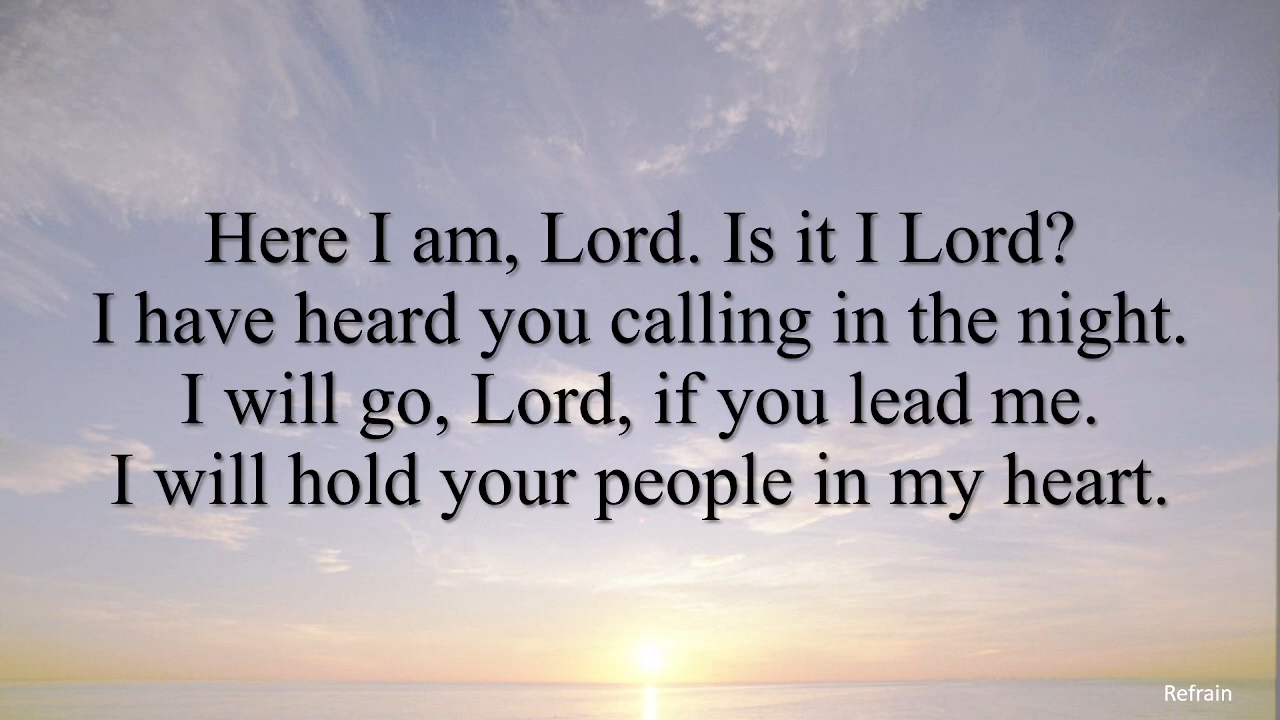 Here I am, Lord. Is it I Lord?
I have heard you calling in the night.
I will go, Lord, if you lead me.
I will hold your people in my heart.
Refrain